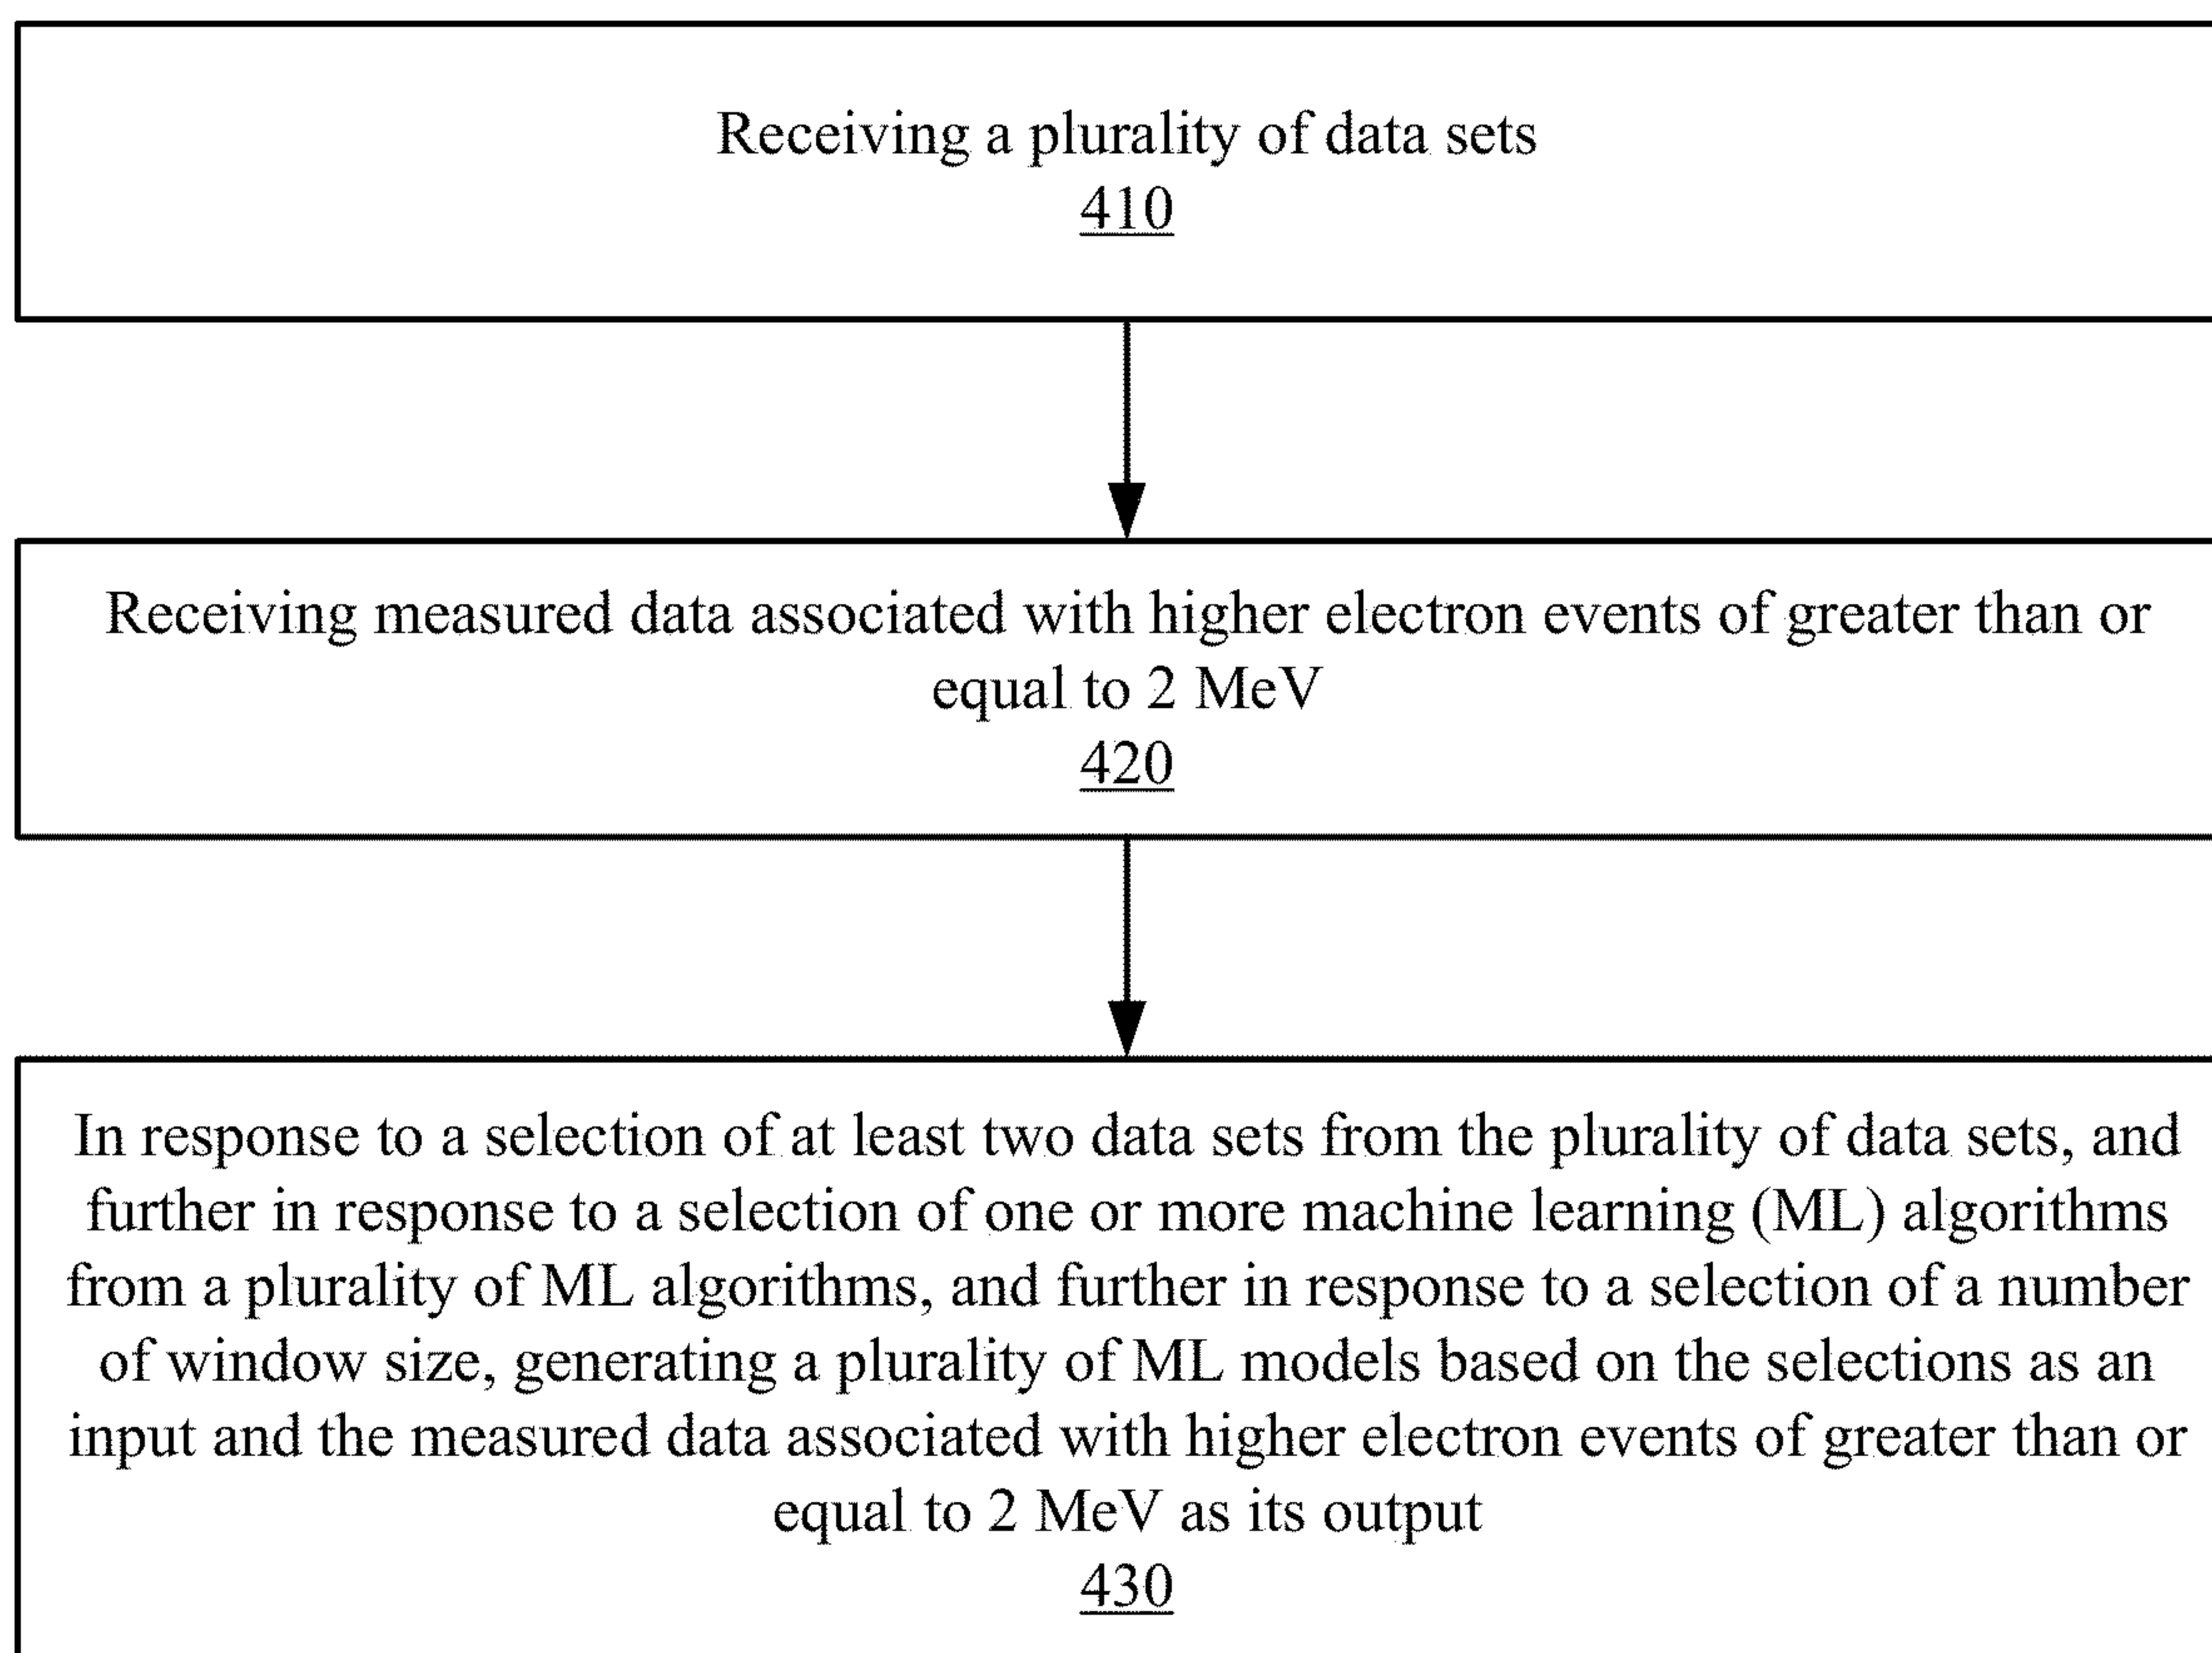 Receiving a plurality of data sets
410
Receiving measured data associated with higher electron events of greater than or
equal to 2 MeV
420
In response to a selection of at least two data sets from the plurality of data sets, and
further in response to a selection of one or more machine learning (ML) algorithms
from a plurality of ML algorithms, and further in response to a selection of a number
of window size, generating a plurality of ML models based on the selections as an
input and the measured data associated with higher electron events of greater than or
equal to 2 MeV as its output
430